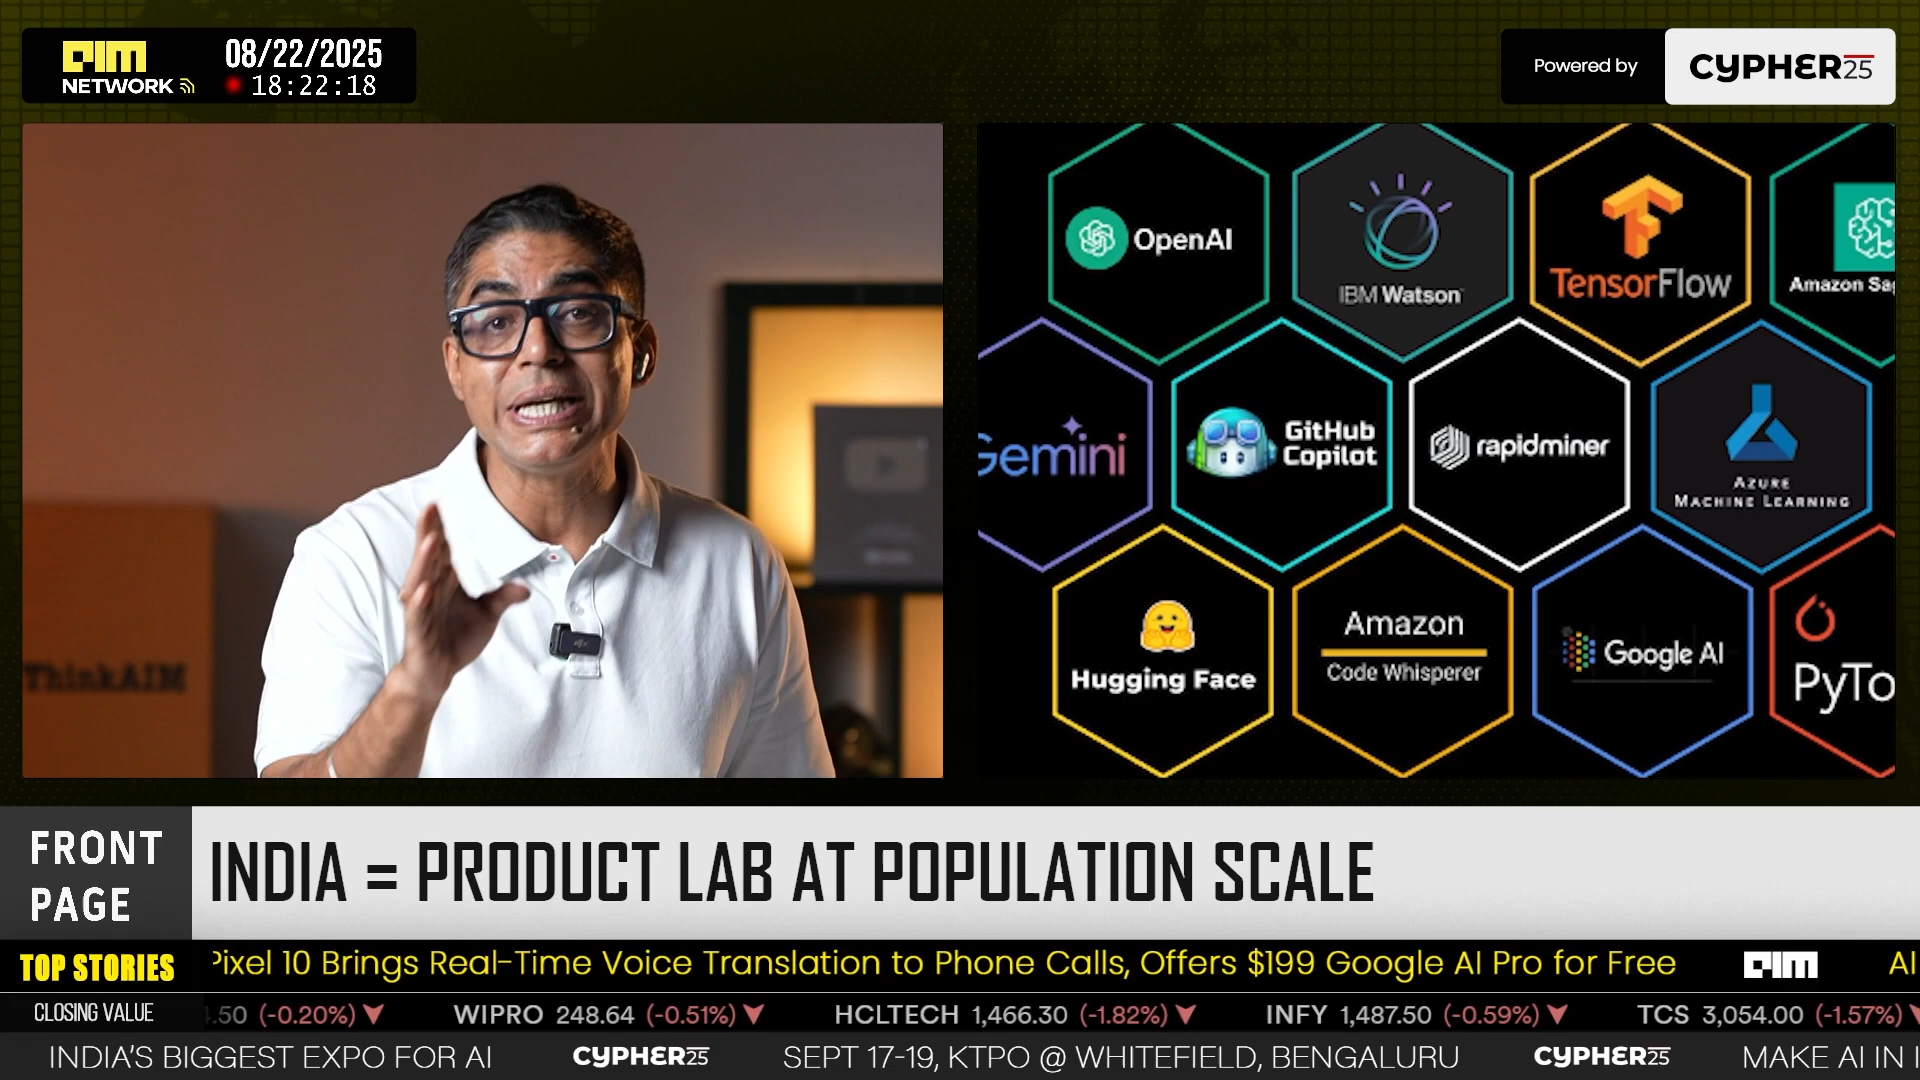 AIM
NETWORK
08/22/2025
18:22:18
Powered by
CYPHER25
OpenAI
IBM Watson
TensorFlow
Amazon Sag
Gemini
GitHub
Copilot
rapidminer
AZURE
MACHINE LEARNING
Hugging Face
Amazon
Code Whisperer
Google AI
PyTo
ThinkAIM
FRONT
PAGE
INDIA = PRODUCT LAB AT POPULATION SCALE
TOP STORIES
Pixel 10 Brings Real-Time Voice Translation to Phone Calls, Offers $199 Google AI Pro for Free AIM AI
CLOSING VALUE
.50 (-0.20%) WIPRO 248.64 (-0.51%) HCLTECH 1,466.30 (-1.82%) INFY 1,487.50 (-0.59%) TCS 3,054.00 (-1.57%)
INDIA'S BIGGEST EXPO FOR AI CYPHER25 SEPT 17-19, KTPO @ WHITEFIELD, BENGALURU CYPHER25 MAKE AI IN I